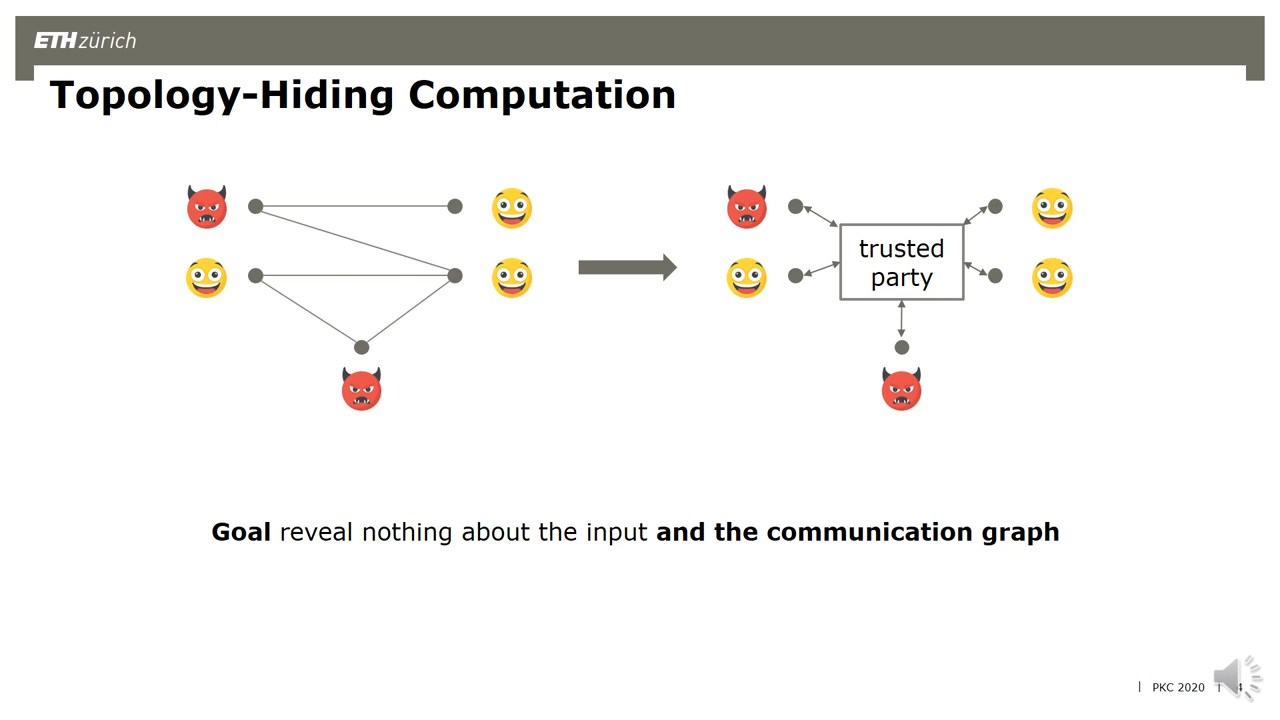 ETH zürich
Topology-Hiding Computation
trusted
party
Goal reveal nothing about the input and the communication graph
| PKC 2020 | 4